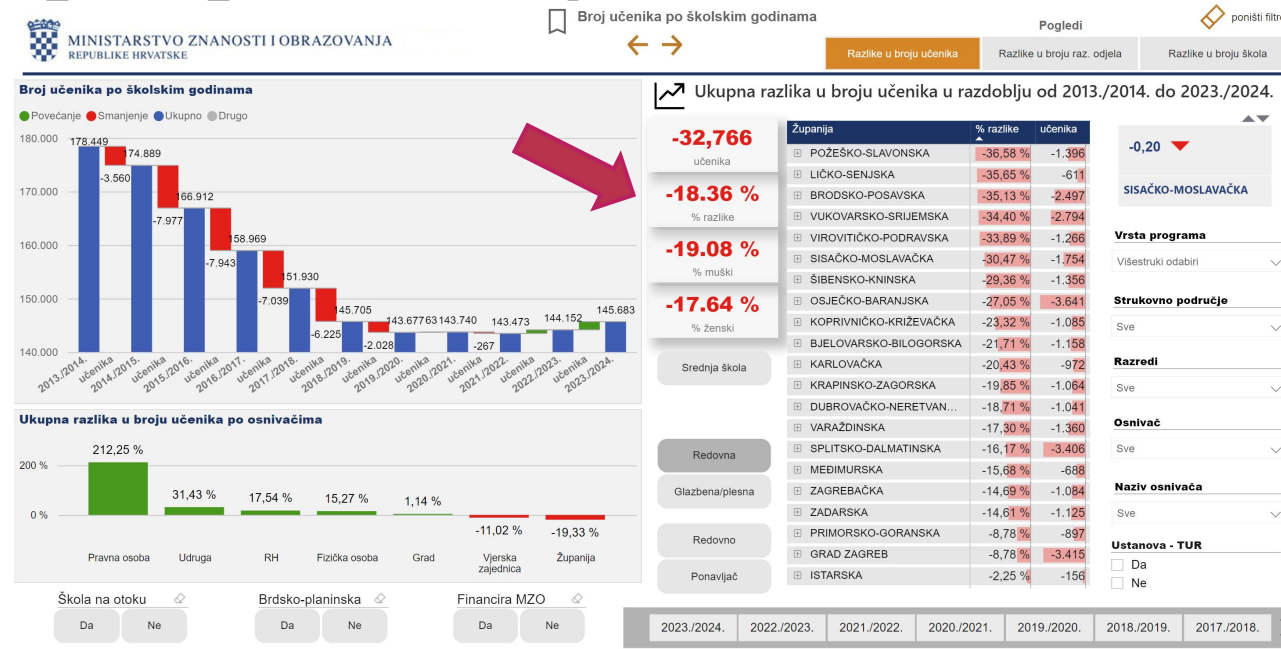 Broj učenika po školskim godinama
Pogledi
poništi filtre
MINISTARSTVO ZNANOSTI I OBRAZOVANJA
REPUBLIKE HRVATSKE
Razlike u broju učenika
Razlike u broju raz. odjela
Razlike u broju škola
Broj učenika po školskim godinama
Povećanje Smanjenje Ukupno Drugo
180.000
170.000
160.000
150.000
140.000
178.449
-3.560
174.889
-7.977
166.912
-7.943
158.969
-7.039
151.930
-6.225
145.705
-2.028
143.677
63
143.740
-267
143.473
144.152
145.683
2013./2014.
učenika
2014./2015.
učenika
2015./2016.
učenika
2016./2017.
učenika
2017./2018.
učenika
2018./2019.
učenika
2019./2020.
učenika
2020./2021.
učenika
2021./2022.
učenika
2022./2023.
učenika
2023./2024.
Ukupna razlika u broju učenika po osnivačima
200 %
0 %
212,25 %
31,43 %
17,54 %
15,27 %
1,14 %
-11,02 %
-19,33 %
Pravna osoba
Udruga
RH
Fizička osoba
Grad
Vjerska
zajednica
Županija
Škola na otoku
Da Ne
Brdsko-planinska
Da Ne
Financira MZO
Da Ne
Ukupna razlika u broju učenika u razdoblju od 2013./2014. do 2023./2024.
-32,766
učenika
-18.36 %
% razlike
-19.08 %
% muški
-17.64 %
% ženski
Srednja škola
Redovna
Glazbena/plesna
Redovno
Ponavljač
Županija % razlike učenika
POŽEŠKO-SLAVONSKA -36,58 % -1.396
LIČKO-SENJSKA -35,65 % -611
BRODSKO-POSAVSKA -35,13 % -2.497
VUKOVARSKO-SRIJEMSKA -34,40 % -2.794
VIROVITIČKO-PODRAVSKA -33,89 % -1.266
SISAČKO-MOSLAVAČKA -30,47 % -1.754
ŠIBENSKO-KNINSKA -29,36 % -1.356
OSJEČKO-BARANJSKA -27,05 % -3.641
KOPRIVNIČKO-KRIŽEVAČKA -23,32 % -1.085
BJELOVARSKO-BILOGORSKA -21,71 % -1.158
KARLOVAČKA -20,43 % -972
KRAPINSKO-ZAGORSKA -19,85 % -1.064
DUBROVAČKO-NERETVAN... -18,71 % -1.041
VARAŽDINSKA -17,30 % -1.360
SPLITSKO-DALMATINSKA -16,17 % -3.406
MEĐIMURSKA -15,68 % -688
ZAGREBAČKA -14,69 % -1.084
ZADARSKA -14,61 % -1.125
PRIMORSKO-GORANSKA -8,78 % -897
GRAD ZAGREB -8,78 % -3.415
ISTARSKA -2,25 % -156
-0,20
SISAČKO-MOSLAVAČKA
Vrsta programa
Višestruki odabiri
Strukovno područje
Sve
Razredi
Sve
Osnivač
Sve
Naziv osnivača
Sve
Ustanova - TUR
Da
Ne
2023./2024. 2022./2023. 2021./2022. 2020./2021. 2019./2020. 2018./2019. 2017./2018.